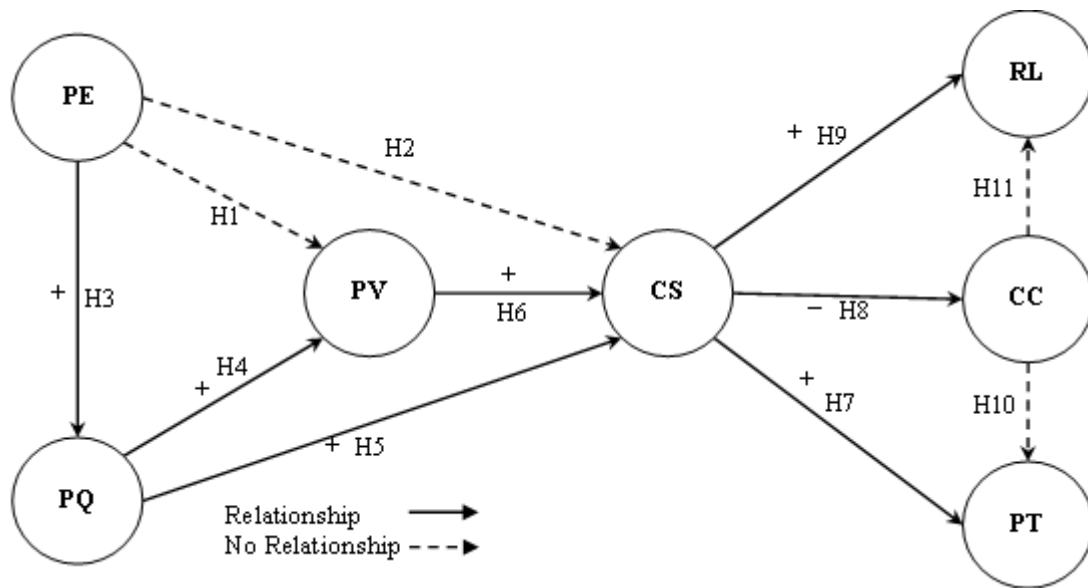 PE
RL
+ H9
H2
H11
H1
+ H3
PV
+
H6
CS
− H8
CC
+ H4
+
H7
H10
+ H5
PQ
Relationship
No Relationship
PT